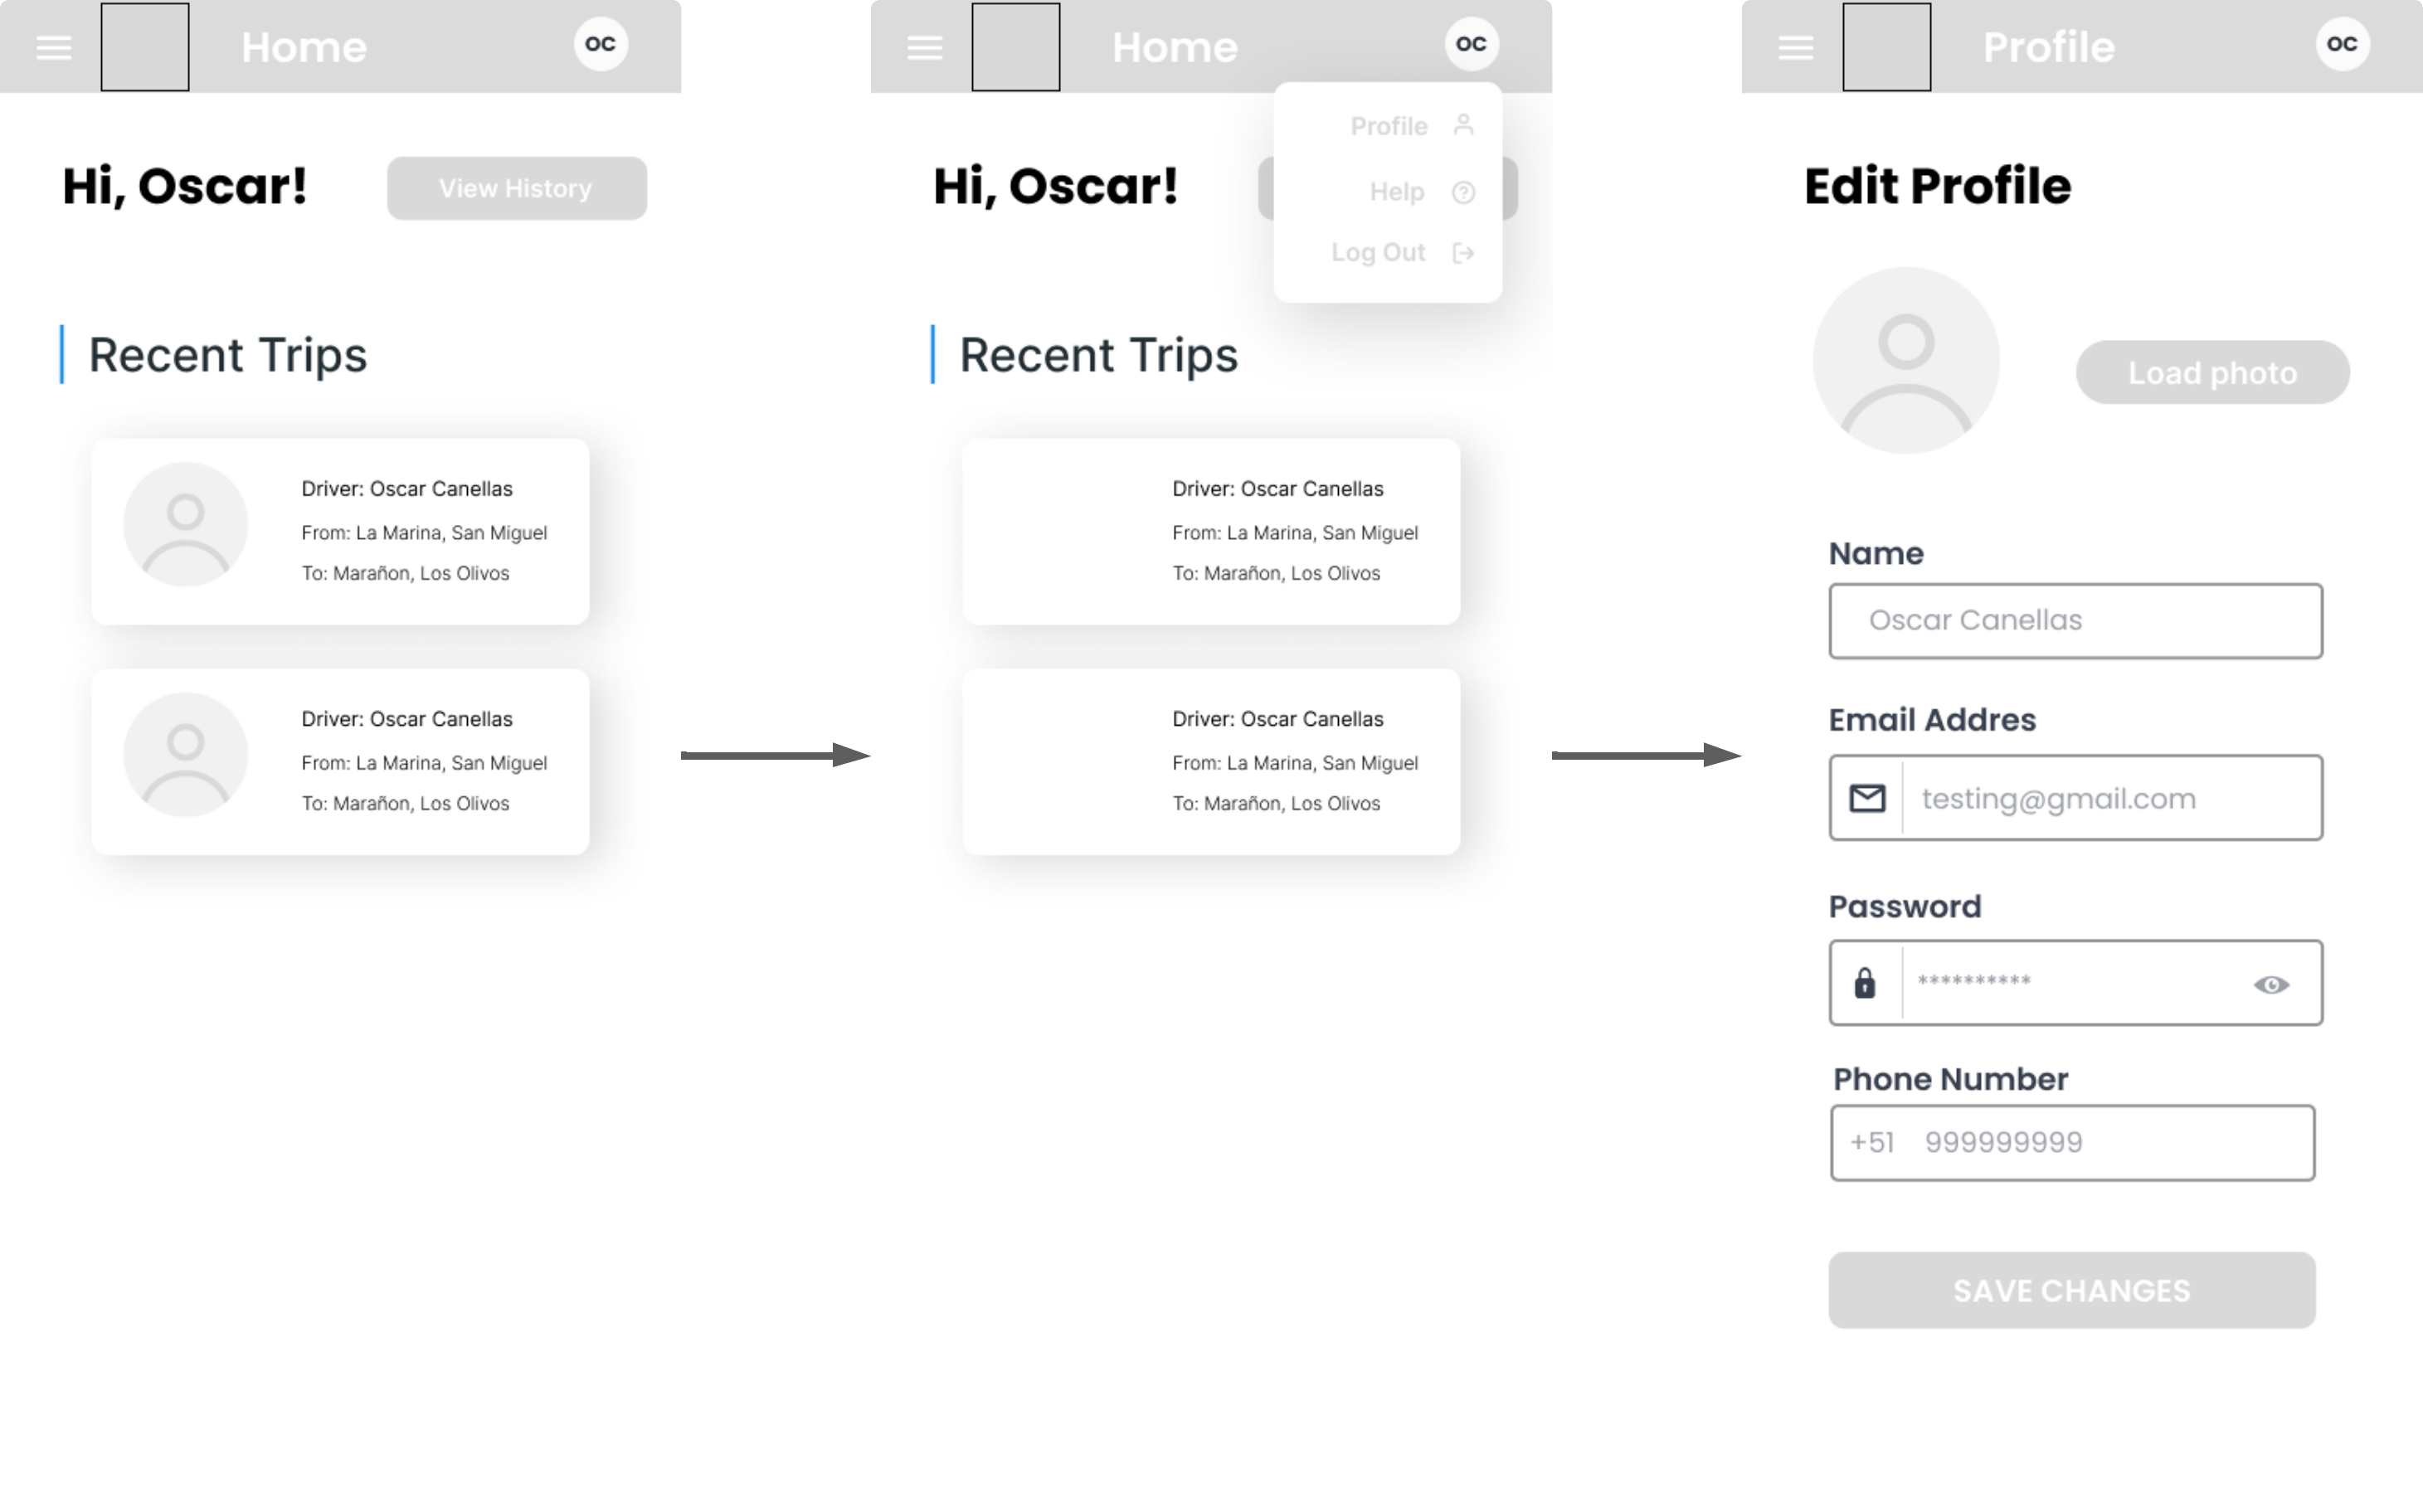 Home
OC
Hi, Oscar!
View History
Recent Trips
Driver: Oscar Canellas
From: La Marina, San Miguel
To: Marañon, Los Olivos
Driver: Oscar Canellas
From: La Marina, San Miguel
To: Marañon, Los Olivos
Home
OC
Profile
Help
Log Out
Hi, Oscar!
Recent Trips
Driver: Oscar Canellas
From: La Marina, San Miguel
To: Marañon, Los Olivos
Driver: Oscar Canellas
From: La Marina, San Miguel
To: Marañon, Los Olivos
Profile
OC
Edit Profile
Load photo
Name
Oscar Canellas
Email Addres
testing@gmail.com
Password
**********
Phone Number
+51 999999999
SAVE CHANGES